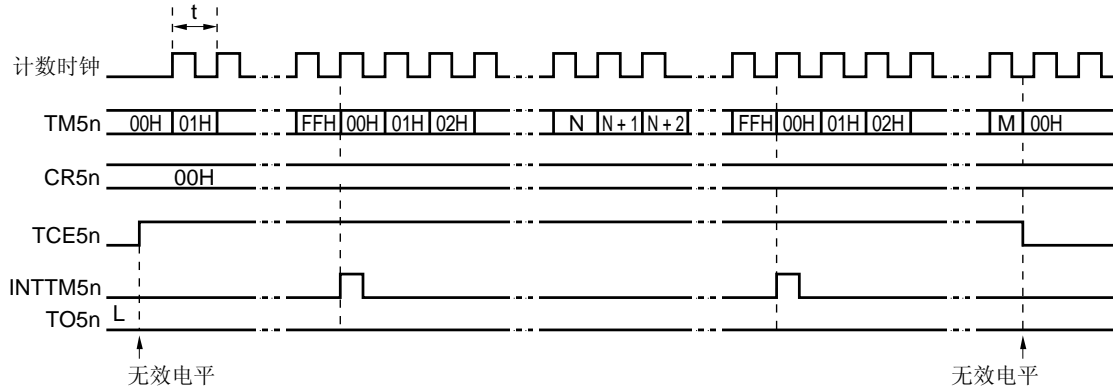 t
计数时钟
TM5n 00H 01H FFH 00H 01H 02H N N + 1 N + 2 FFH 00H 01H 02H M 00H
CR5n 00H
TCE5n
INTTM5n
TO5n L
无效电平 无效电平